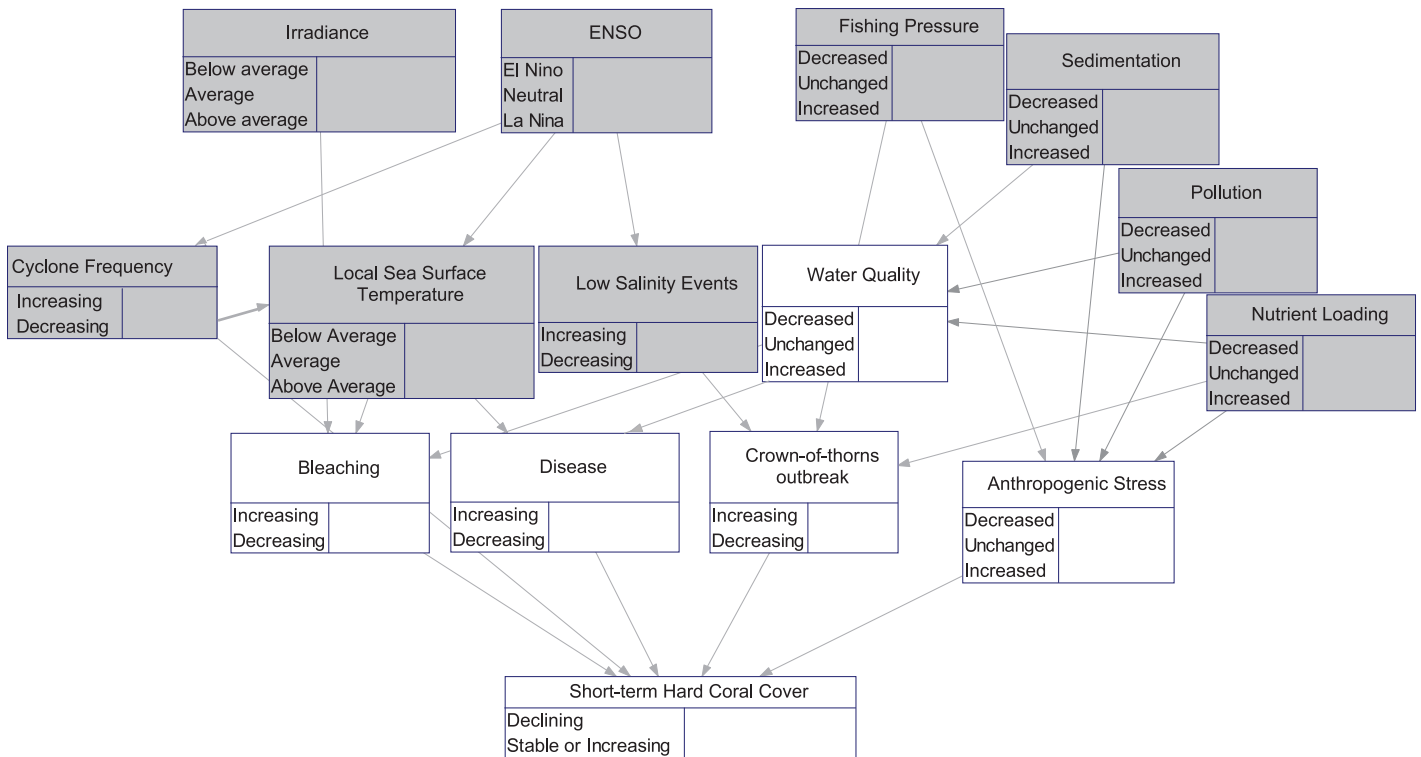 Irradiance
Below average
Average
Above average
ENSO
El Nino
Neutral
La Nina
Fishing Pressure
Decreased
Unchanged
Increased
Sedimentation
Decreased
Unchanged
Increased
Pollution
Decreased
Unchanged
Increased
Cyclone Frequency
Increasing
Decreasing
Local Sea Surface
Temperature
Below Average
Average
Above Average
Low Salinity Events
Increasing
Decreasing
Water Quality
Decreased
Unchanged
Increased
Nutrient Loading
Decreased
Unchanged
Increased
Bleaching
Increasing
Decreasing
Disease
Increasing
Decreasing
Crown-of-thorns
outbreak
Increasing
Decreasing
Anthropogenic Stress
Decreased
Unchanged
Increased
Short-term Hard Coral Cover
Declining
Stable or Increasing